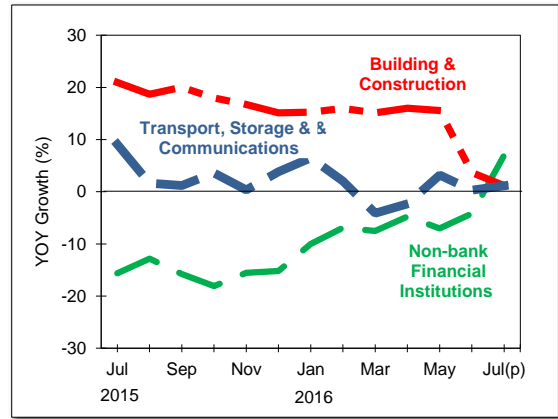 30
20
10
0
-10
-20
-30
YOY Growth (%)
Building &
Construction
Transport, Storage & &
Communications
Non-bank
Financial
Institutions
Jul Sep Nov Jan Mar May Jul(p)
2015 2016